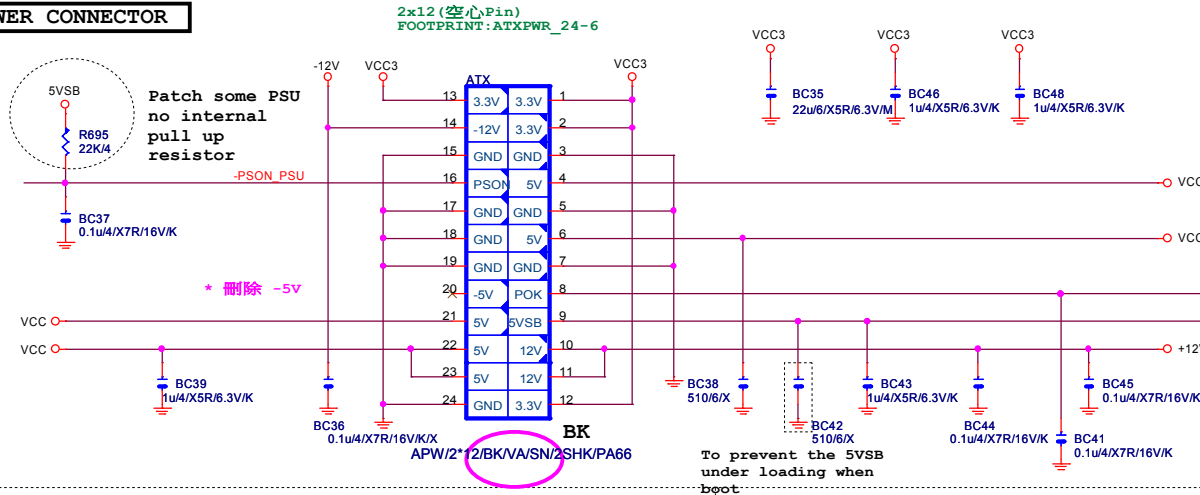 WER CONNECTOR
2x12(空心Pin)
FOOTPRINT:ATXPWR_24-6
5VSB
R695
22K/4
Patch some PSU
no internal
pull up
resistor
-PSON_PSU
BC37
0.1u/4/X7R/16V/K
* 刪除 -5V
-12V
VCC3
ATX
VCC3
13 3.3V 3.3V 1
14 -12V 3.3V 2
15 GND GND 3
16 PSON 5V 4
17 GND GND 5
18 GND 5V 6
19 GND GND 7
20 -5V POK 8
21 5V 5VSB 9
22 5V 12V 10
23 5V 12V 11
24 GND 3.3V 12
VCC
VCC
BC39
1u/4/X5R/6.3V/K
BC36
0.1u/4/X7R/16V/K/X
BK
APW/2*12/BK/VA/SN/2SHK/PA66
VCC3
BC35
22u/6/X5R/6.3V/M
VCC3
BC46
1u/4/X5R/6.3V/K
VCC3
BC48
1u/4/X5R/6.3V/K
VCC
VCC
+12V
BC38
510/6/X
BC42
510/6/X
BC43
1u/4/X5R/6.3V/K
BC44
0.1u/4/X7R/16V/K
BC45
0.1u/4/X7R/16V/K
BC41
0.1u/4/X7R/16V/K
To prevent the 5VSB
under loading when
boot